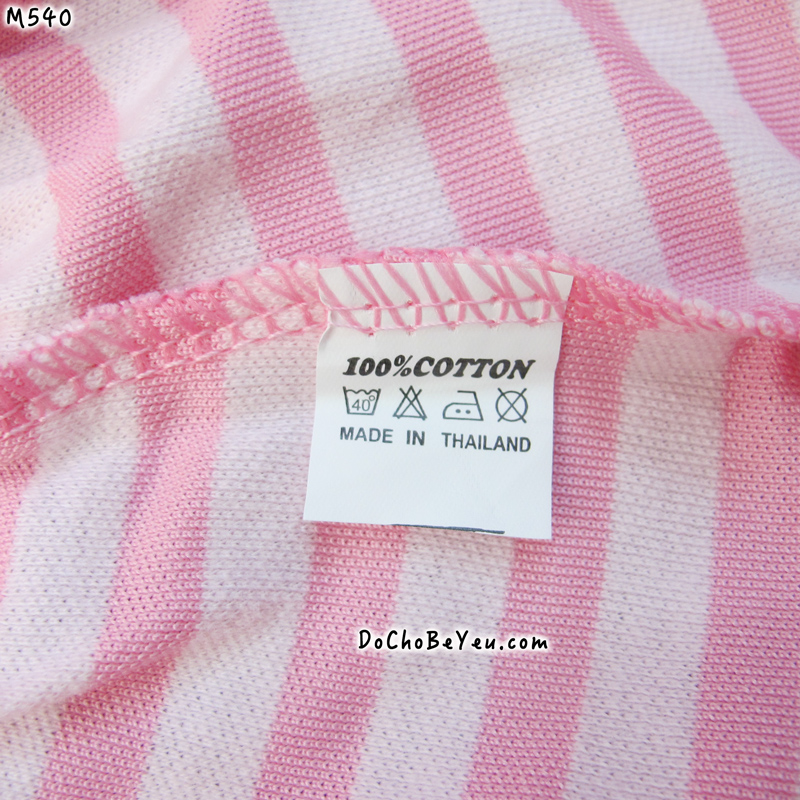 M540
100%COTTON
40°
MADE IN THAILAND
DoChoBeYeu.com